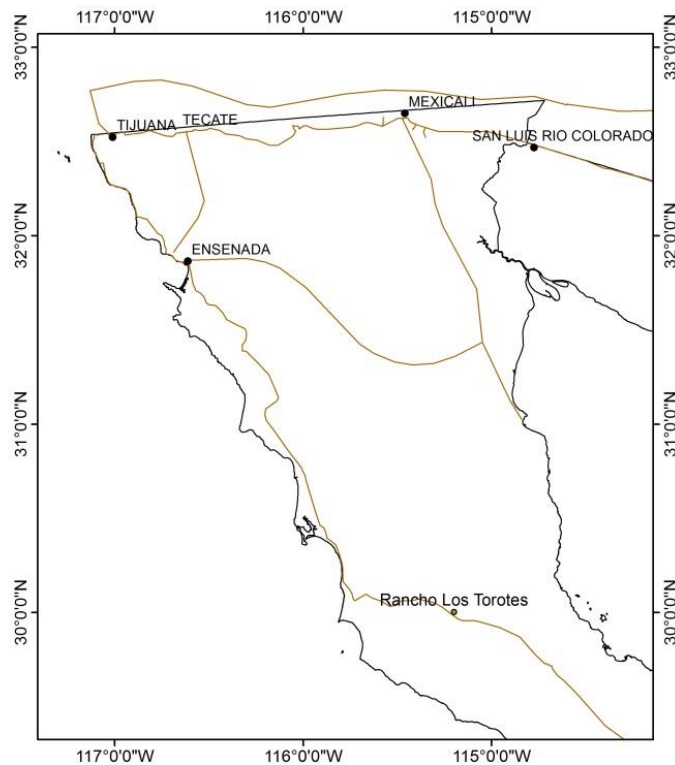 117°0'0"W 116°0'0"W 115°0'0"W
33°0'0"N 33°0'0"N
MEXICALI
TIJUANA TECATE
SAN LUIS RIO COLORADO
32°0'0"N 32°0'0"N
ENSENADA
31°0'0"N 31°0'0"N
Rancho Los Torotes
30°0'0"N 30°0'0"N
117°0'0"W 116°0'0"W 115°0'0"W